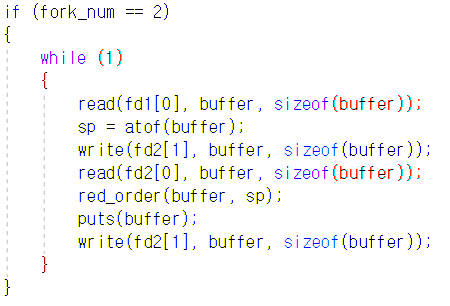 if (fork_num == 2)
{
while (1)
{
read(fd1[0], buffer, sizeof(buffer));
sp = atof(buffer);
write(fd2[1], buffer, sizeof(buffer));
read(fd2[0], buffer, sizeof(buffer));
red_order(buffer, sp);
puts(buffer);
write(fd2[1], buffer, sizeof(buffer));
}
}